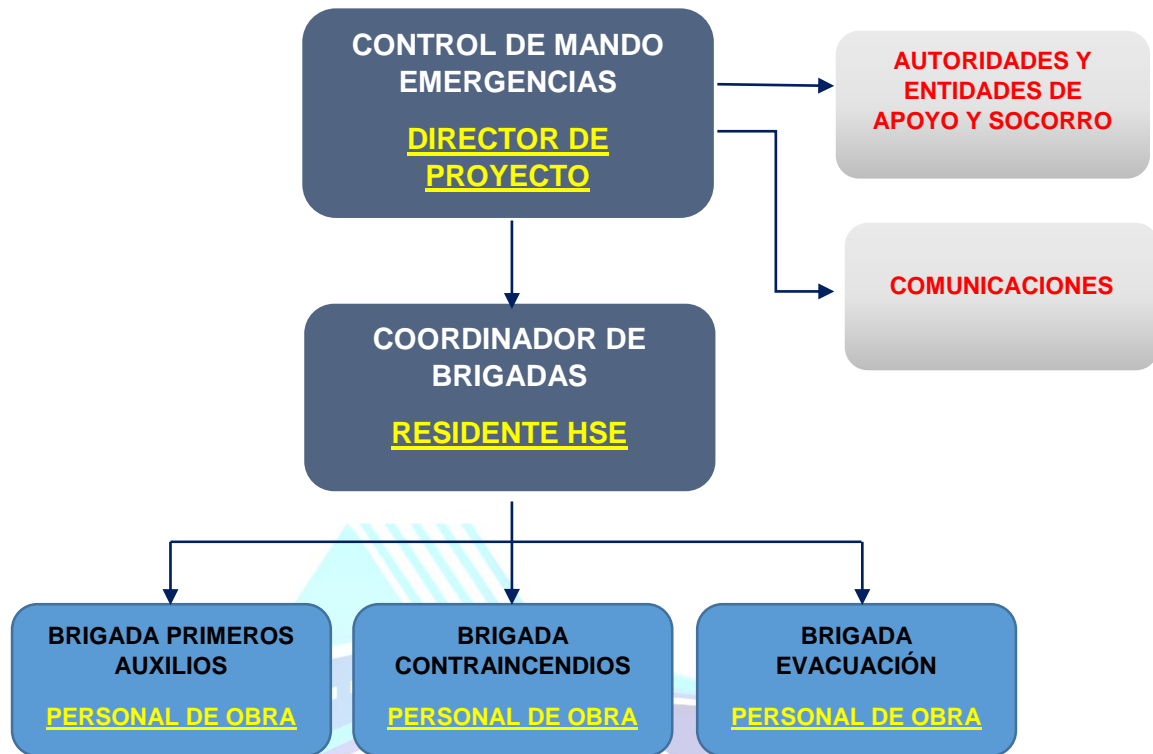 CONTROL DE MANDO
EMERGENCIAS
DIRECTOR DE
PROYECTO
AUTORIDADES Y
ENTIDADES DE
APOYO Y SOCORRO
COMUNICACIONES
COORDINADOR DE
BRIGADAS
RESIDENTE HSE
BRIGADA PRIMEROS
AUXILIOS
PERSONAL DE OBRA
BRIGADA
CONTRAINCENDIOS
PERSONAL DE OBRA
BRIGADA
EVACUACIÓN
PERSONAL DE OBRA